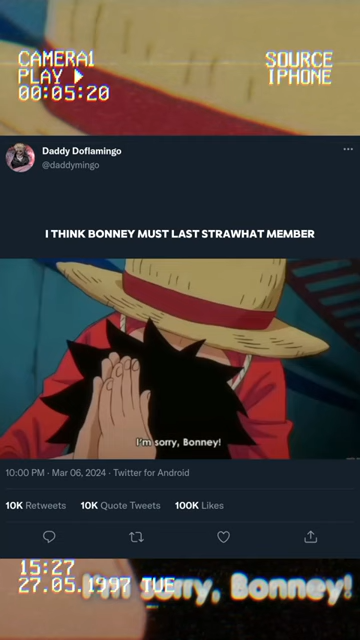 CAMERA1
PLAY
00:05:20
SOURCE
IPHONE
Daddy Doflamingo
@daddymingo
I THINK BONNEY MUST LAST STRAWHAT MEMBER
I'm sorry, Bonney!
10:00 PM · Mar 06, 2024 · Twitter for Android
10K Retweets 10K Quote Tweets 100K Likes
15:27
27.05.1997 TUE
I'm sorry, Bonney!